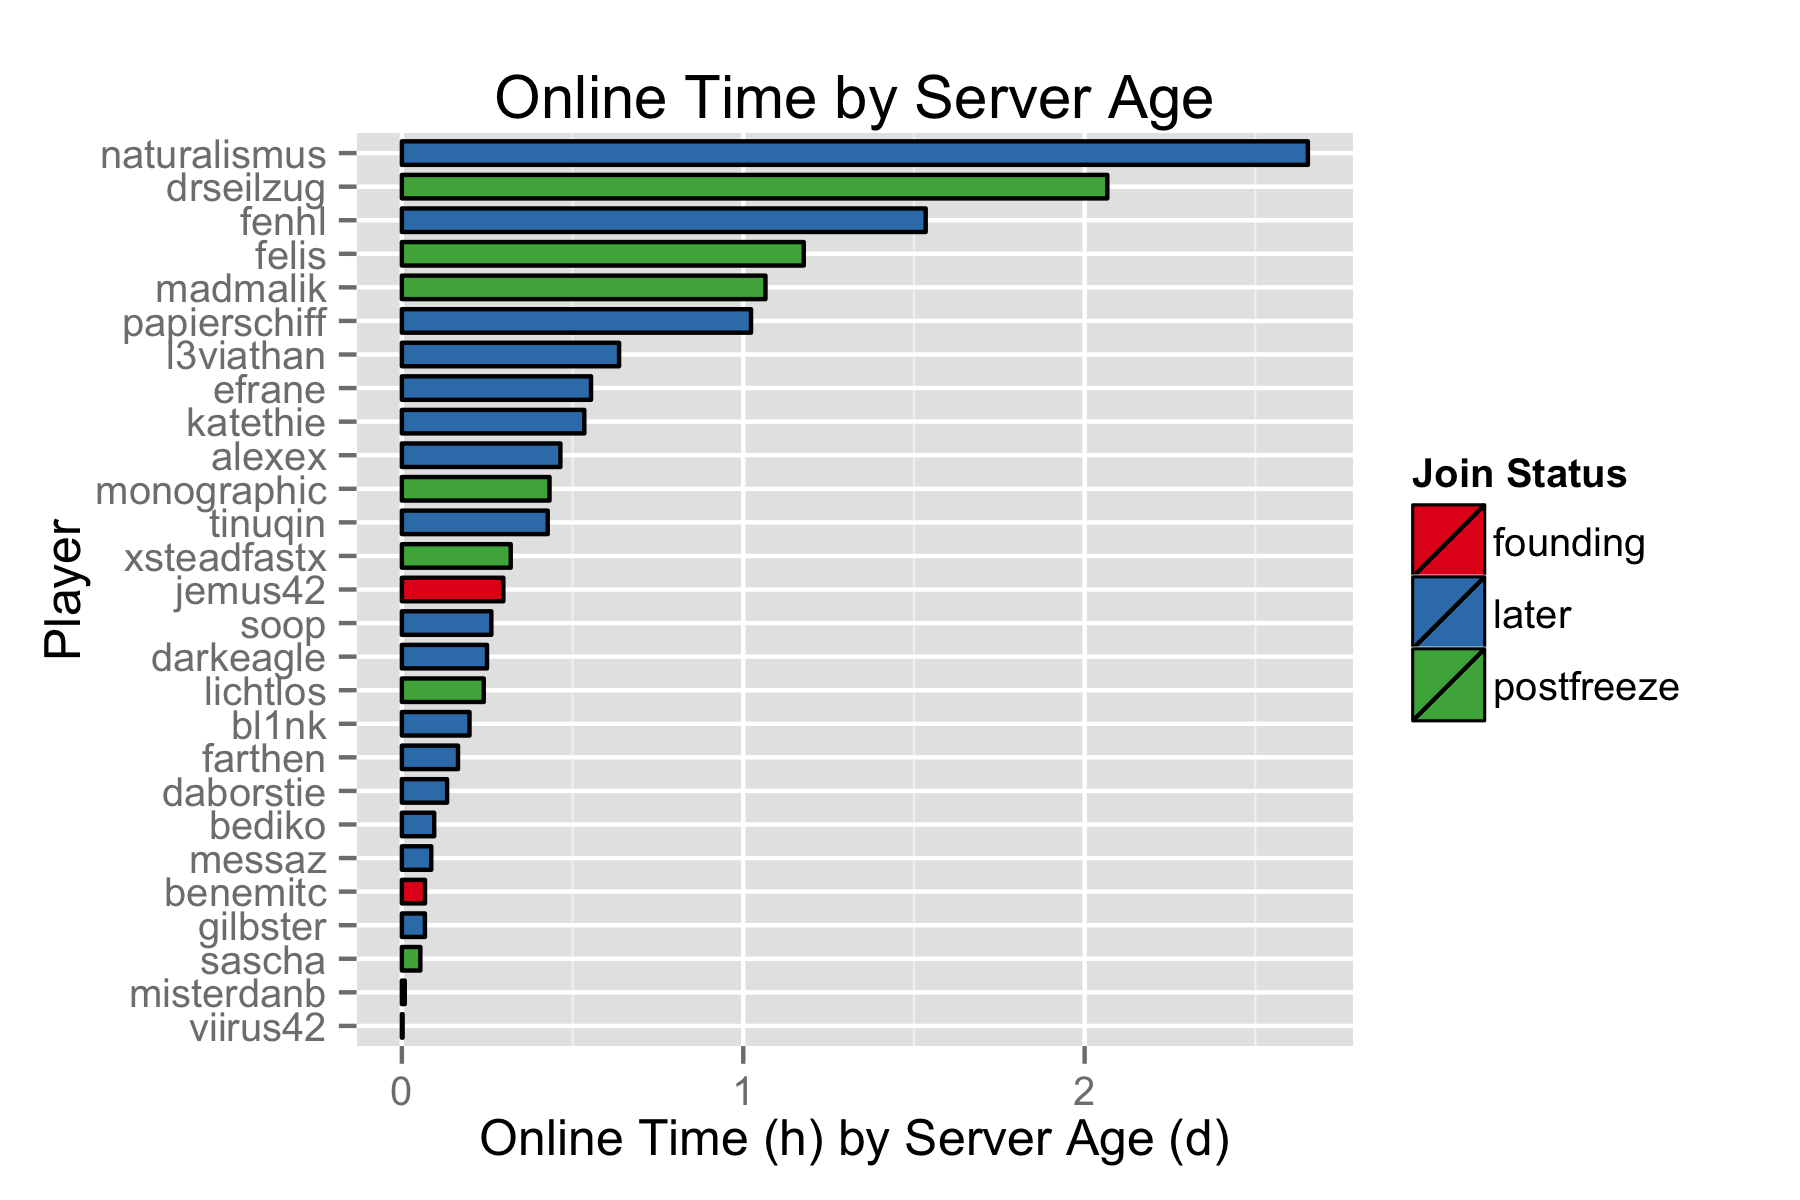 Online Time by Server Age
Player
naturalismus
drseilzug
fenhl
felis
madmalik
papierschiff
l3viathan
efrane
katethie
alexex
monographic
tinuqin
xsteadfastx
jemus42
soop
darkeagle
lichtlos
bl1nk
farthen
daborstie
bediko
messaz
benemitc
gilbster
sascha
misterdanb
viirus42
0 1 2
Online Time (h) by Server Age (d)
Join Status
founding
later
postfreeze